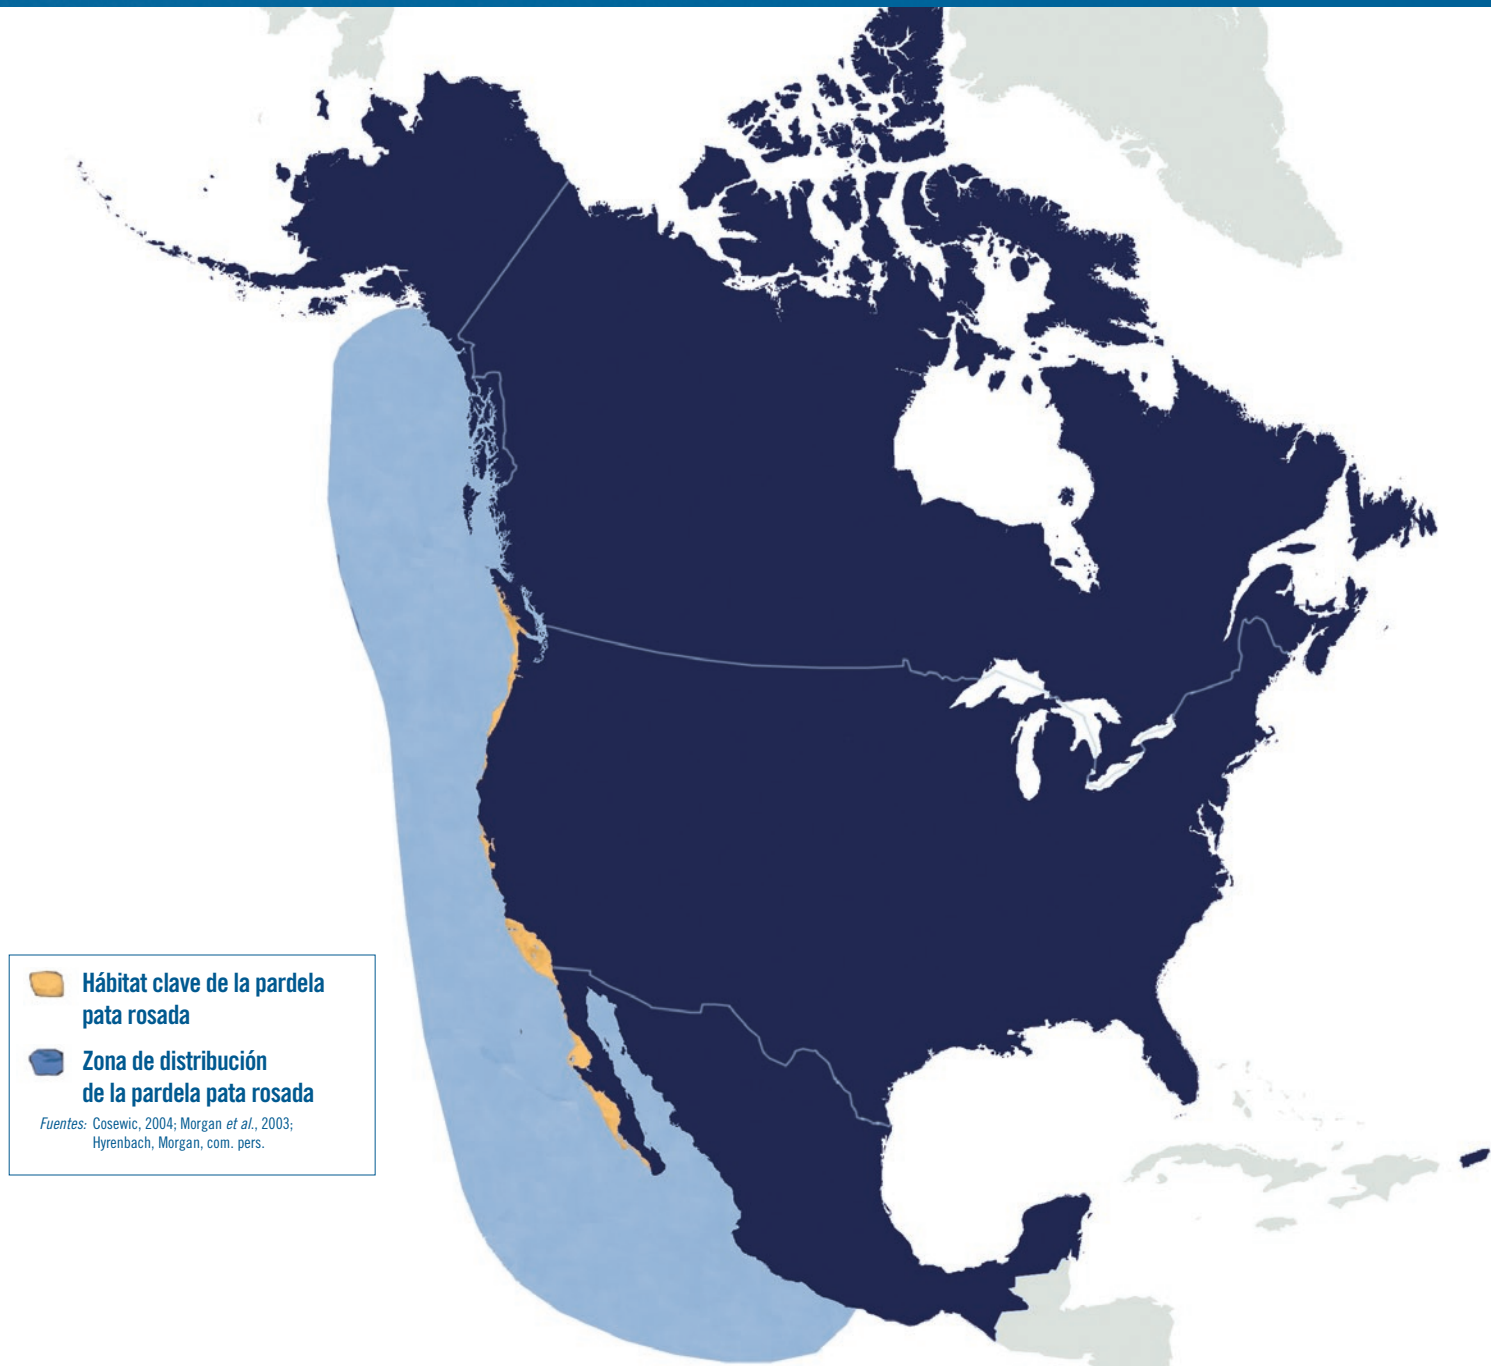 Hábitat clave de la pardela
pata rosada
Zona de distribución
de la pardela pata rosada
Fuentes: Cosewic, 2004; Morgan et al., 2003;
Hyrenbach, Morgan, com. pers.